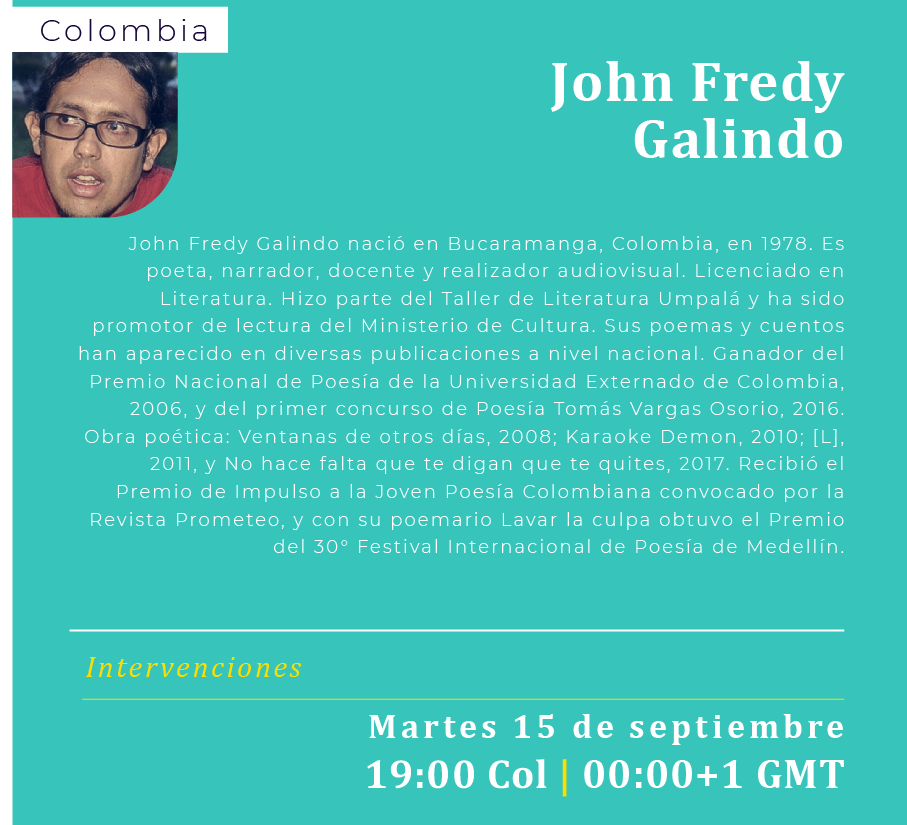 Colombia
John Fredy
Galindo
John Fredy Galindo nació en Bucaramanga, Colombia, en 1978. Es
poeta, narrador, docente y realizador audiovisual. Licenciado en
Literatura. Hizo parte del Taller de Literatura Umpalá y ha sido
promotor de lectura del Ministerio de Cultura. Sus poemas y cuentos
han aparecido en diversas publicaciones a nivel nacional. Ganador del
Premio Nacional de Poesía de la Universidad Externado de Colombia,
2006, y del primer concurso de Poesía Tomás Vargas Osorio, 2016.
Obra poética: Ventanas de otros días, 2008; Karaoke Demon, 2010; [L],
2011, y No hace falta que te digan que te quites, 2017. Recibió el
Premio de Impulso a la Joven Poesía Colombiana convocado por la
Revista Prometeo, y con su poemario Lavar la culpa obtuvo el Premio
del 30° Festival Internacional de Poesía de Medellín.
Intervenciones
Martes 15 de septiembre
19:00 Col | 00:00+1 GMT